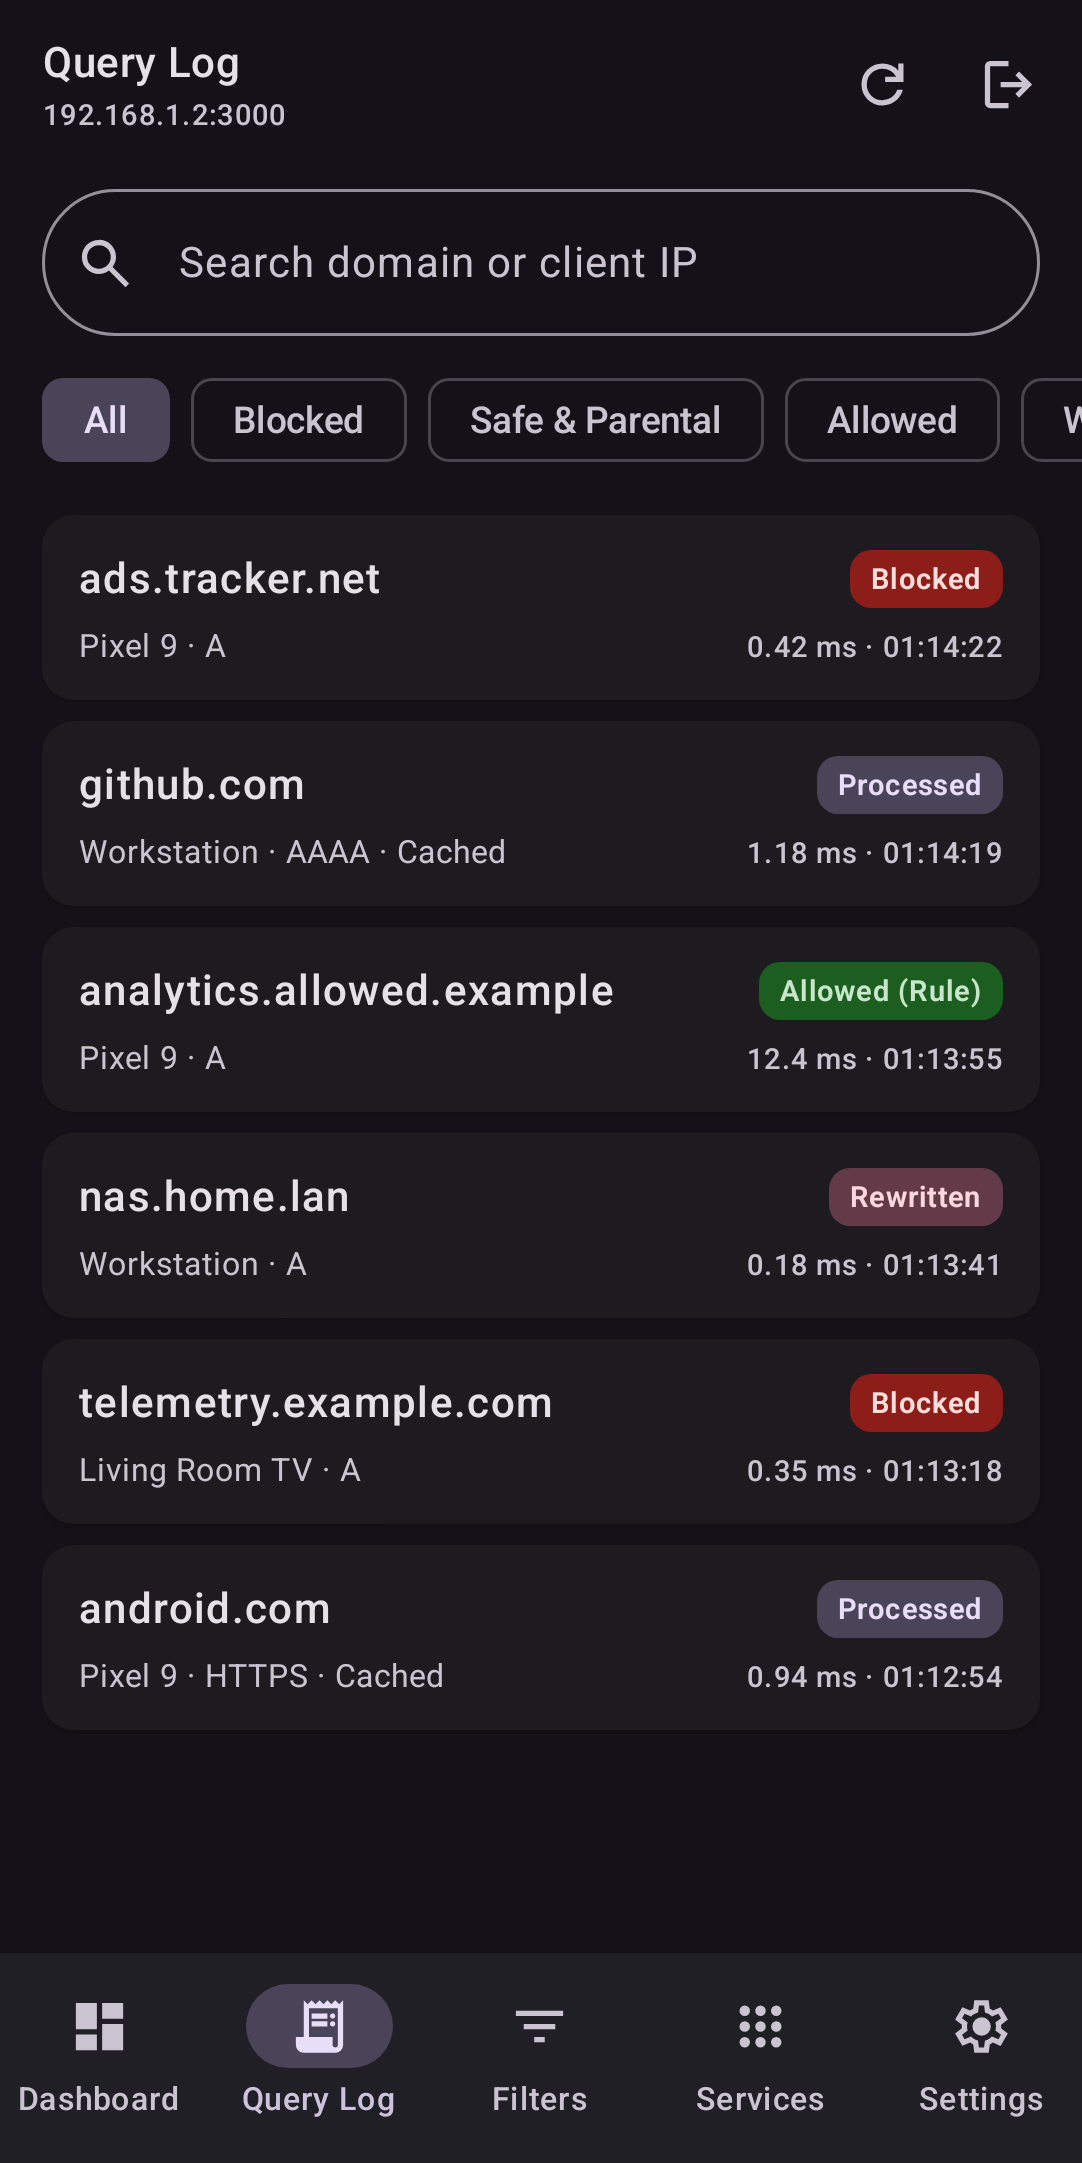 Query Log
192.168.1.2:3000
Search domain or client IP
All
Blocked
Safe & Parental
Allowed
ads.tracker.net
Blocked
Pixel 9 · A
0.42 ms · 01:14:22
github.com
Processed
Workstation · AAAA · Cached
1.18 ms · 01:14:19
analytics.allowed.example
Allowed (Rule)
Pixel 9 · A
12.4 ms · 01:13:55
nas.home.lan
Rewritten
Workstation · A
0.18 ms · 01:13:41
telemetry.example.com
Blocked
Living Room TV · A
0.35 ms · 01:13:18
android.com
Processed
Pixel 9 · HTTPS · Cached
0.94 ms · 01:12:54
Dashboard
Query Log
Filters
Services
Settings